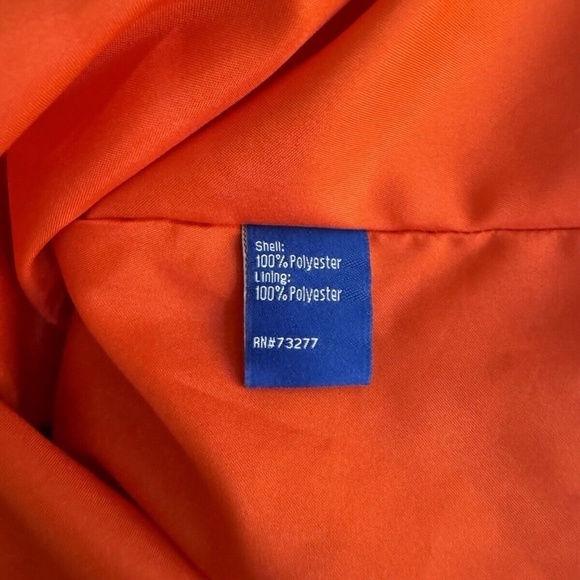 Shell:
100% Polyester
Lining:
100% Polyester
RN#73277